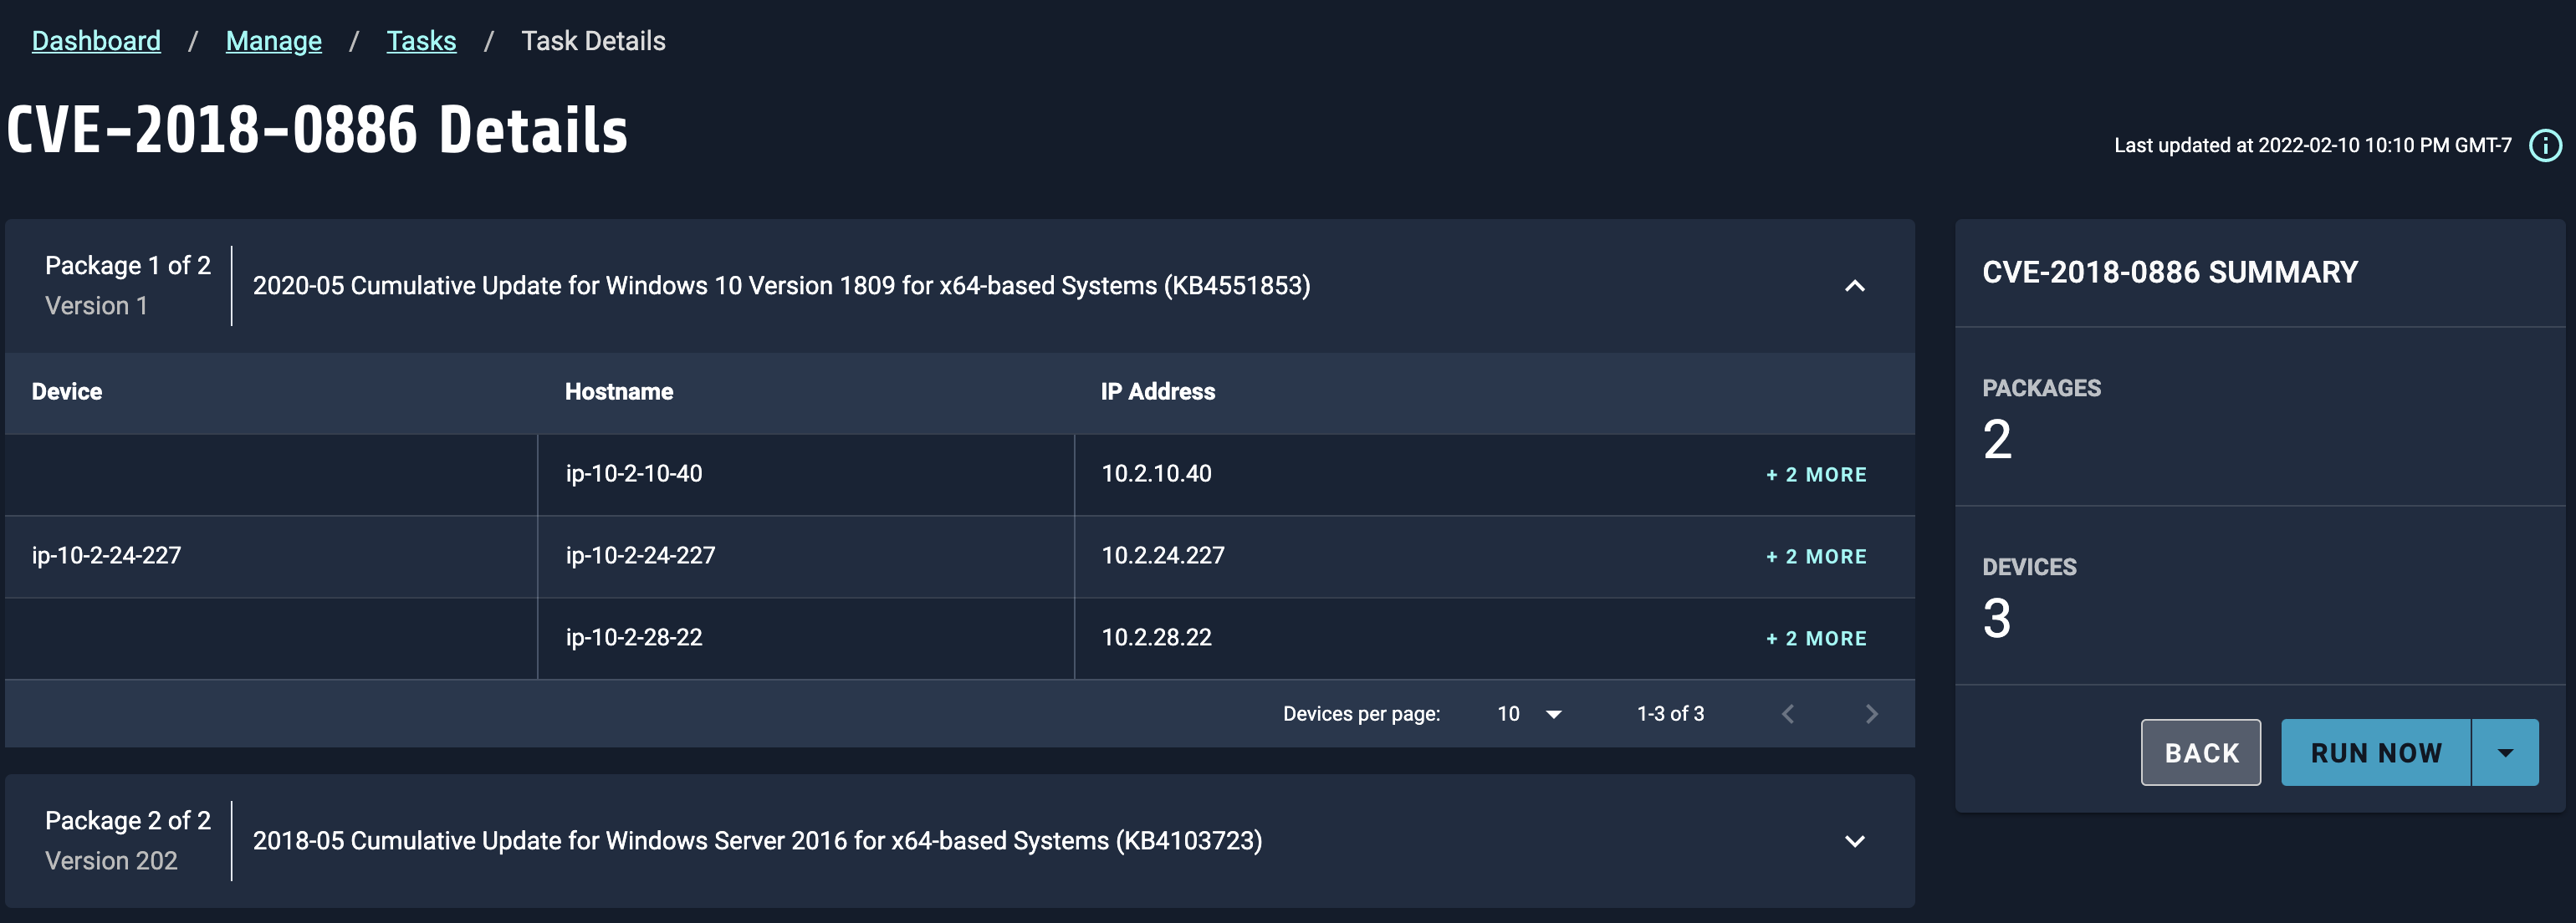 Dashboard / Manage / Tasks / Task Details
CVE-2018-0886 Details
Last updated at 2022-02-10 10:10 PM GMT-7
Package 1 of 2
Version 1
2020-05 Cumulative Update for Windows 10 Version 1809 for x64-based Systems (KB4551853)
Device Hostname IP Address
ip-10-2-10-40 10.2.10.40 + 2 MORE
ip-10-2-24-227 ip-10-2-24-227 10.2.24.227 + 2 MORE
ip-10-2-28-22 10.2.28.22 + 2 MORE
Devices per page: 10 1-3 of 3
Package 2 of 2
Version 202
2018-05 Cumulative Update for Windows Server 2016 for x64-based Systems (KB4103723)
CVE-2018-0886 SUMMARY
PACKAGES
2
DEVICES
3
BACK RUN NOW